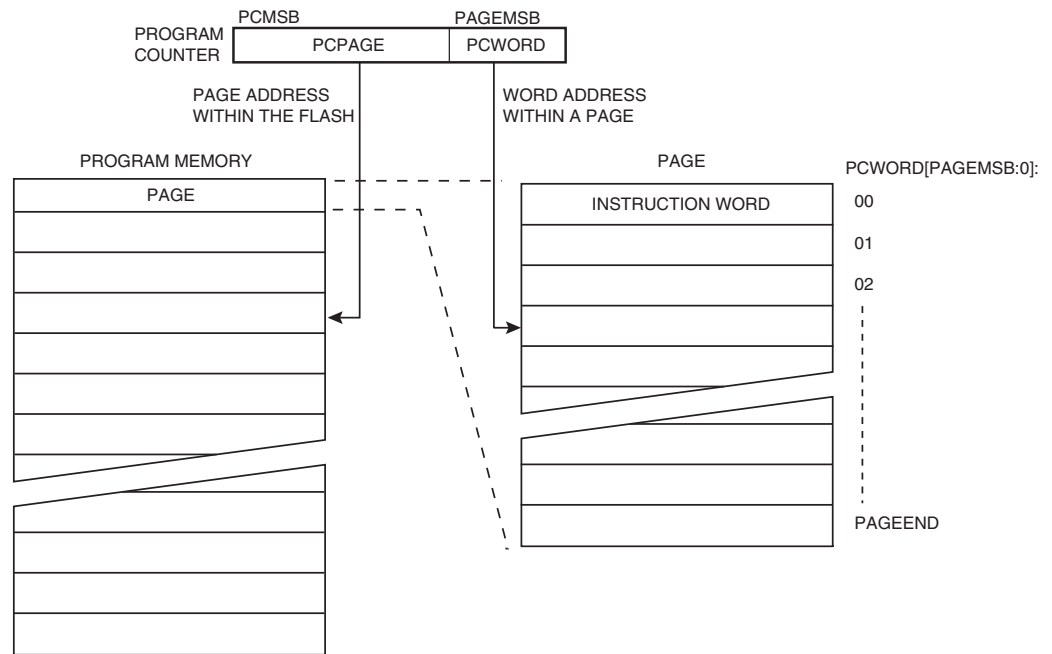 PCMSB PAGEMSB
PROGRAM
COUNTER
PCPAGE PCWORD
PAGE ADDRESS
WITHIN THE FLASH
WORD ADDRESS
WITHIN A PAGE
PROGRAM MEMORY
PAGE
PAGE
PCWORD[PAGEMSB:0]:
INSTRUCTION WORD
00
01
02
PAGEEND